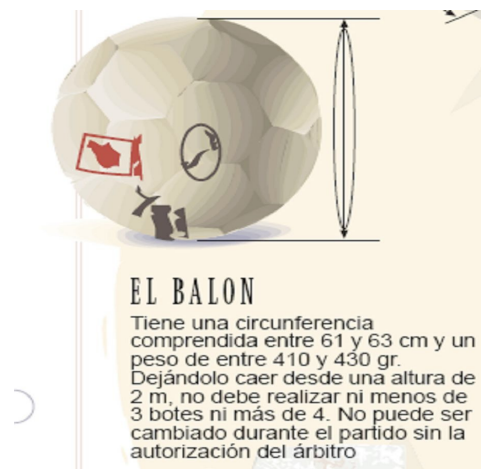 EL BALON
Tiene una circunferencia
comprendida entre 61 y 63 cm y un
peso de entre 410 y 430 gr.
Dejándolo caer desde una altura de
2 m, no debe realizar ni menos de
3 botes ni más de 4. No puede ser
cambiado durante el partido sin la
autorización del árbitro